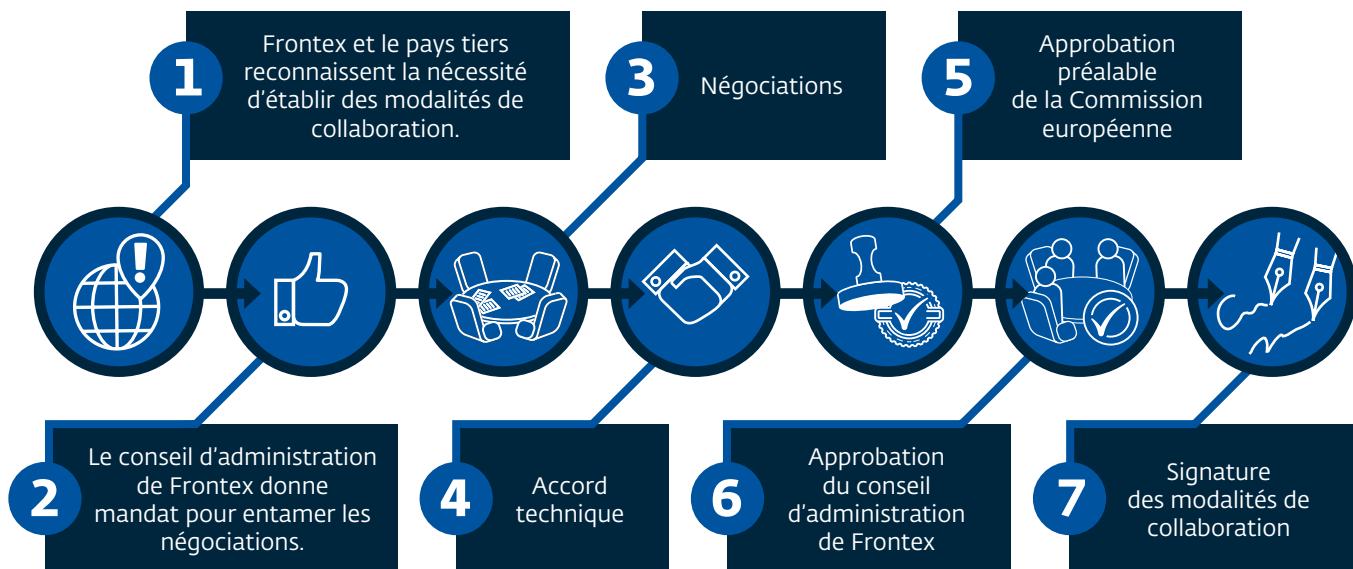 1
Frontex et le pays tiers
reconnaissent la nécessité
d'établir des modalités de
collaboration.
2
Le conseil d'administration
de Frontex donne
mandat pour entamer les
négociations.
3
Négociations
4
Accord
technique
5
Approbation
préalable
de la Commission
européenne
6
Approbation
du conseil
d'administration
de Frontex
7
Signature
des modalités de
collaboration